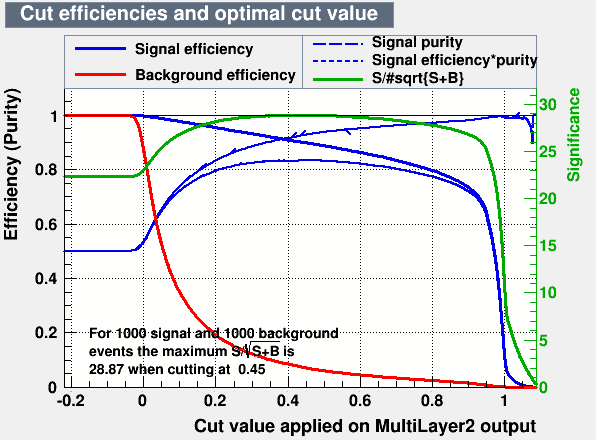 Cut efficiencies and optimal cut value
Signal efficiency
Background efficiency
Signal purity
Signal efficiency*purity
S/#sqrt{S+B}
Efficiency (Purity)
1
0.8
0.6
0.4
0.2
0
Significance
30
25
20
15
10
5
0
For 1000 signal and 1000 background
events the maximum S/√S+B is
28.87 when cutting at 0.45
-0.2 0 0.2 0.4 0.6 0.8 1
Cut value applied on MultiLayer2 output